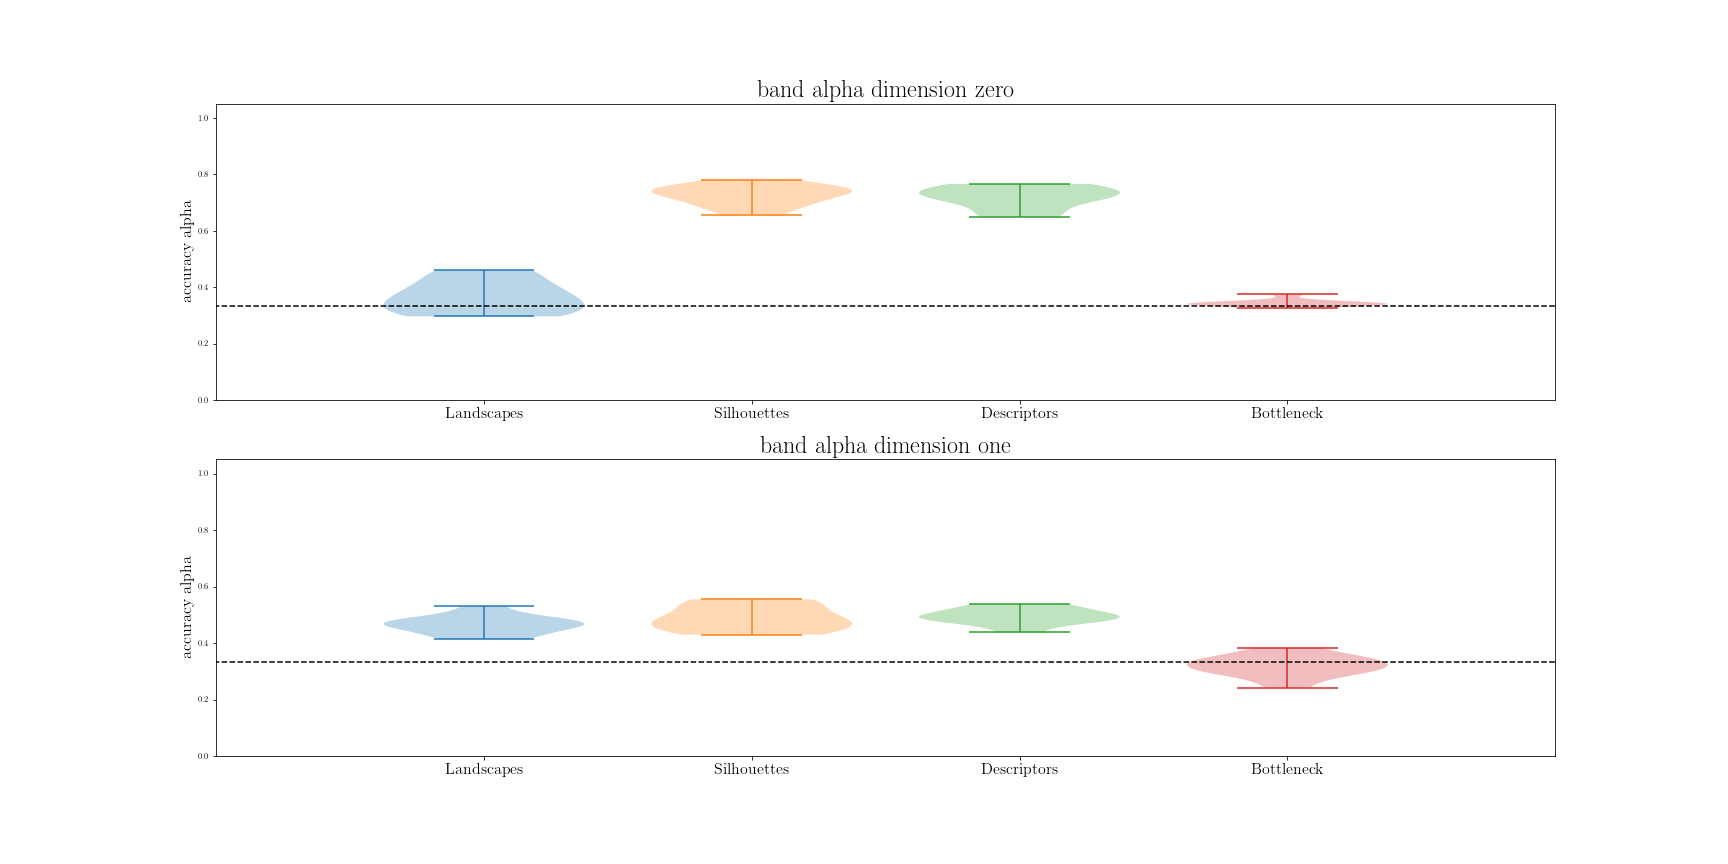 band alpha dimension zero
accuracy alpha
1.0
0.8
0.6
0.4
0.2
0.0
Landscapes Silhouettes Descriptors Bottleneck
band alpha dimension one
accuracy alpha
1.0
0.8
0.6
0.4
0.2
0.0
Landscapes Silhouettes Descriptors Bottleneck